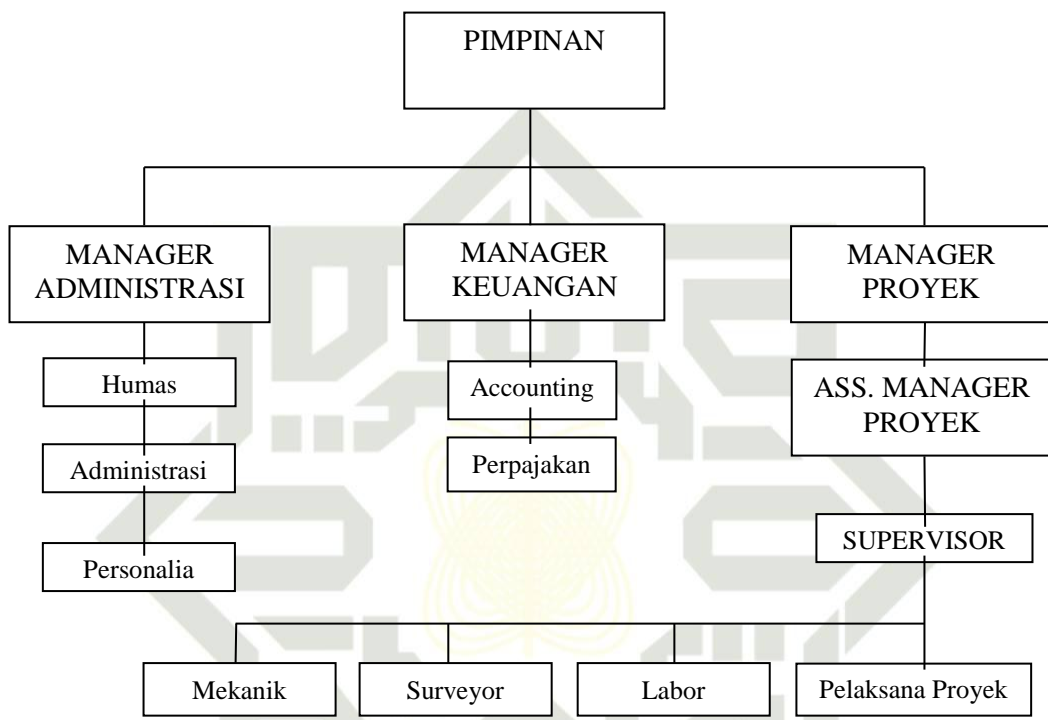 PIMPINAN
MANAGER
ADMINISTRASI
MANAGER
KEUANGAN
MANAGER
PROYEK
Humas
Accounting
ASS. MANAGER
PROYEK
Administrasi
Perpajakan
Personalia
SUPERVISOR
Mekanik
Surveyor
Labor
Pelaksana Proyek